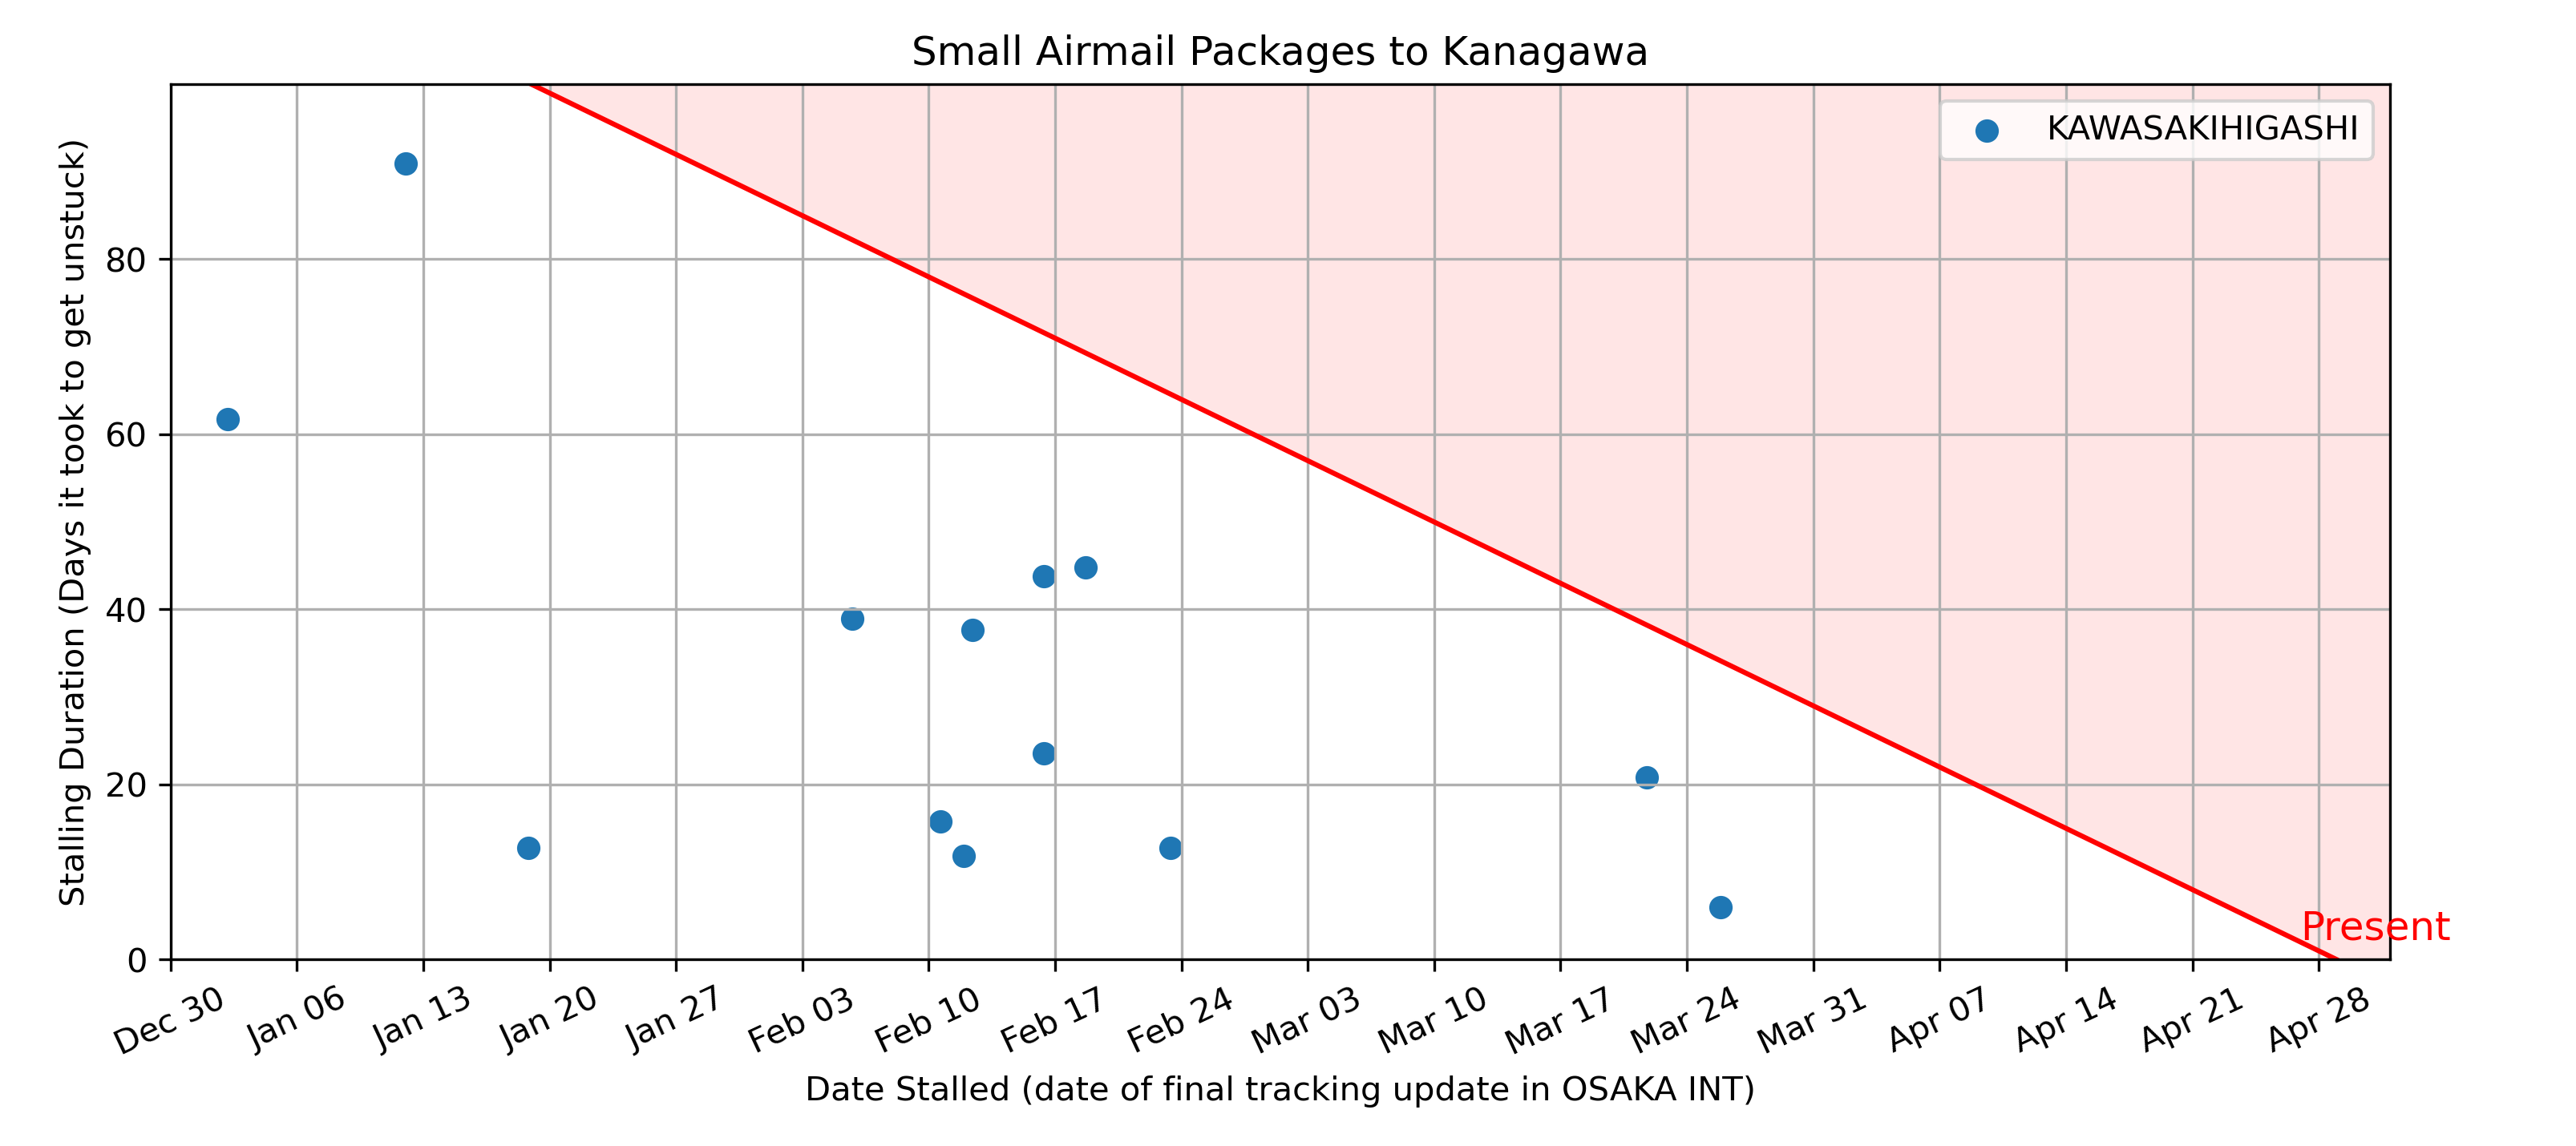 Small Airmail Packages to Kanagawa
KAWASAKIHIGASHI
Stalling Duration (Days it took to get unstuck)
80
60
40
20
0
Present
Dec 30
Jan 06
Jan 13
Jan 20
Jan 27
Feb 03
Feb 10
Feb 17
Feb 24
Mar 03
Mar 10
Mar 17
Mar 24
Mar 31
Apr 07
Apr 14
Apr 21
Apr 28
Date Stalled (date of final tracking update in OSAKA INT)